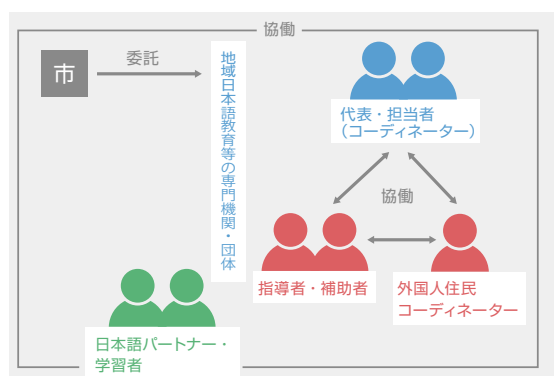 協働
市
委託
地域日本語教育等の専門機関・団体
代表・担当者
(コーディネーター)
協働
指導者・補助者
外国人住民
コーディネーター
日本語パートナー・
学習者